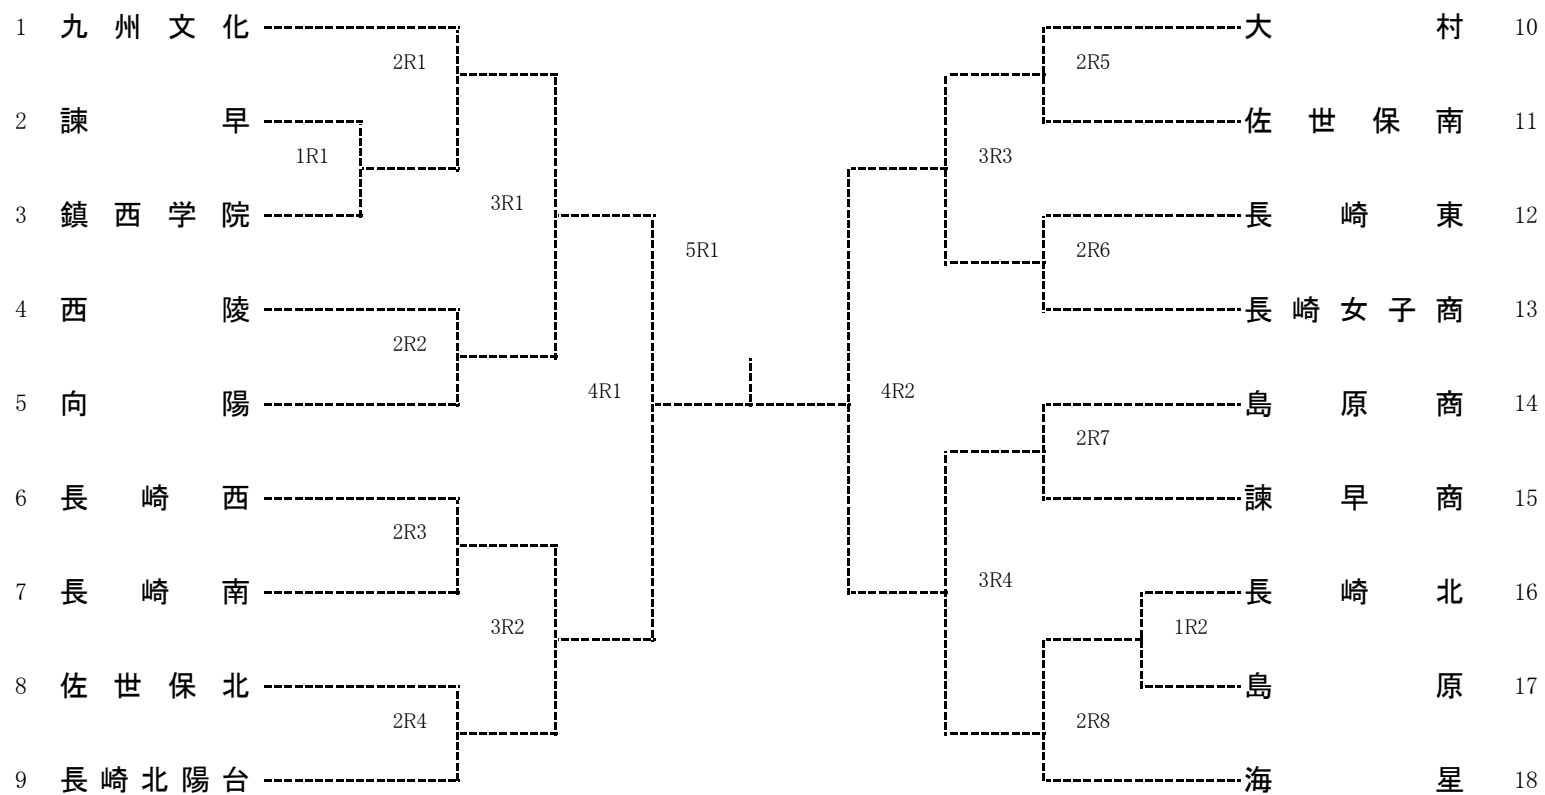 1 九州文化
2R1
2 諫早
1R1
3 鎮西学院
3R1
4 西陵
2R2
5 向陽
4R1
6 長崎西
2R3
7 長崎南
3R2
8 佐世保北
2R4
9 長崎北陽台
5R1
大村 10
2R5
佐世保南 11
3R3
長崎東 12
2R6
長崎女子商 13
4R2
島原商 14
2R7
諫早商 15
3R4
長崎北 16
1R2
島原 17
2R8
海星 18